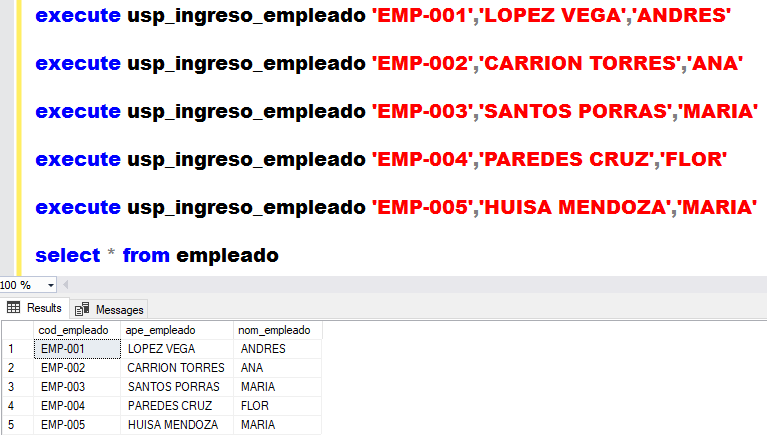 execute usp_ingreso_empleado 'EMP-001','LOPEZ VEGA','ANDRES'
execute usp_ingreso_empleado 'EMP-002','CARRION TORRES','ANA'
execute usp_ingreso_empleado 'EMP-003','SANTOS PORRAS','MARIA'
execute usp_ingreso_empleado 'EMP-004','PAREDES CRUZ','FLOR'
execute usp_ingreso_empleado 'EMP-005','HUISA MENDOZA','MARIA'
select * from empleado
100 %
Results Messages
cod_empleado ape_empleado nom_empleado
1 EMP-001 LOPEZ VEGA ANDRES
2 EMP-002 CARRION TORRES ANA
3 EMP-003 SANTOS PORRAS MARIA
4 EMP-004 PAREDES CRUZ FLOR
5 EMP-005 HUISA MENDOZA MARIA